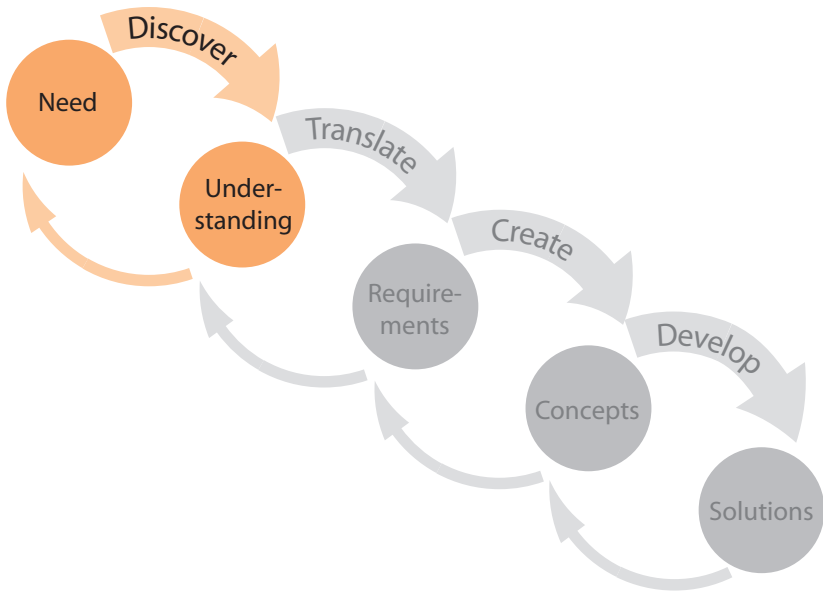 Discover
Need
Translate
Under-
standing
Create
Require-
ments
Develop
Concepts
Solutions